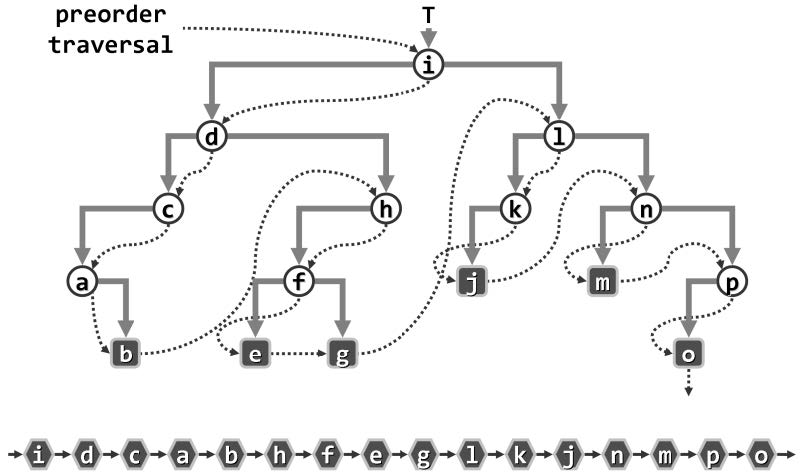 preorder
traversal
T
i
d
l
c
h
k
n
a
f
j
m
p
b
e
g
o
i d c a b h f e g l k j n m p o